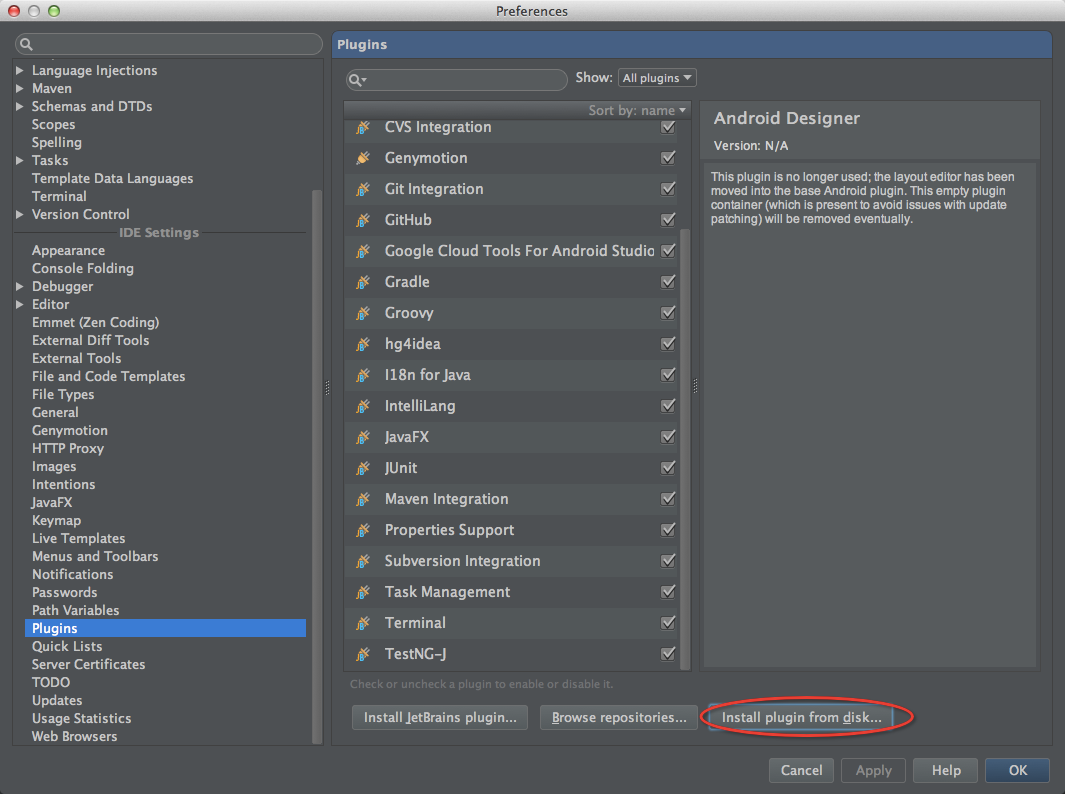 Preferences
Language Injections
Maven
Schemas and DTDs
Scopes
Spelling
Tasks
Template Data Languages
Terminal
Version Control
IDE Settings
Appearance
Console Folding
Debugger
Editor
Emmet (Zen Coding)
External Diff Tools
External Tools
File and Code Templates
File Types
General
Genymotion
HTTP Proxy
Images
Intentions
JavaFX
Keymap
Live Templates
Menus and Toolbars
Notifications
Passwords
Path Variables
Plugins
Quick Lists
Server Certificates
TODO
Updates
Usage Statistics
Web Browsers
Plugins
Show: All plugins
Sort by: name
CVS Integration
Genymotion
Git Integration
GitHub
Google Cloud Tools For Android Studio
Gradle
Groovy
hg4idea
I18n for Java
IntelliLang
JavaFX
JUnit
Maven Integration
Properties Support
Subversion Integration
Task Management
Terminal
TestNG-J
Check or uncheck a plugin to enable or disable it.
Install JetBrains plugin...
Browse repositories...
Install plugin from disk...
Android Designer
Version: N/A
This plugin is no longer used; the layout editor has been
moved into the base Android plugin. This empty plugin
container (which is present to avoid issues with update
patching) will be removed eventually.
Cancel
Apply
Help
OK